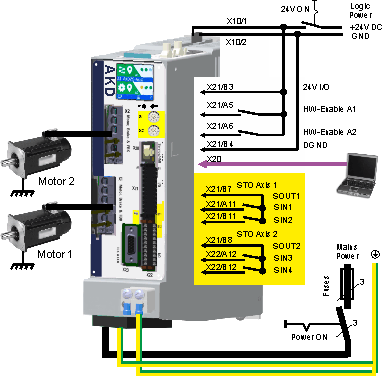 24V ON
Logic
Power
X10/1
+24V DC
GND
X10/2
X21/B3
24V I/O
X21/A5
HW-Enable A1
X21/A6
HW-Enable A2
X21/B4
DGND
X20
AKD
Motor 2
Motor 1
STO Axis 1
X21/B7
SOUT1
X21/A11
SIN1
X21/B11
SIN2
STO Axis 2
X21/B8
SOUT2
X22/A12
SIN3
X22/B12
SIN4
Mains
Power
Fuses
3
3
Power ON